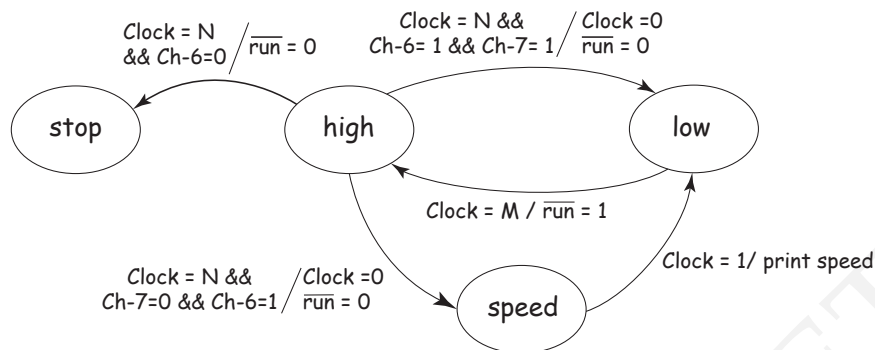 Clock = N
&& Ch-6=0 / run = 0
Clock = N &&
Ch-6= 1 && Ch-7= 1 / Clock =0
run = 0
stop
high
low
Clock = M / run = 1
Clock = N &&
Ch-7=0 && Ch-6=1 / Clock =0
run = 0
speed
Clock = 1/ print speed